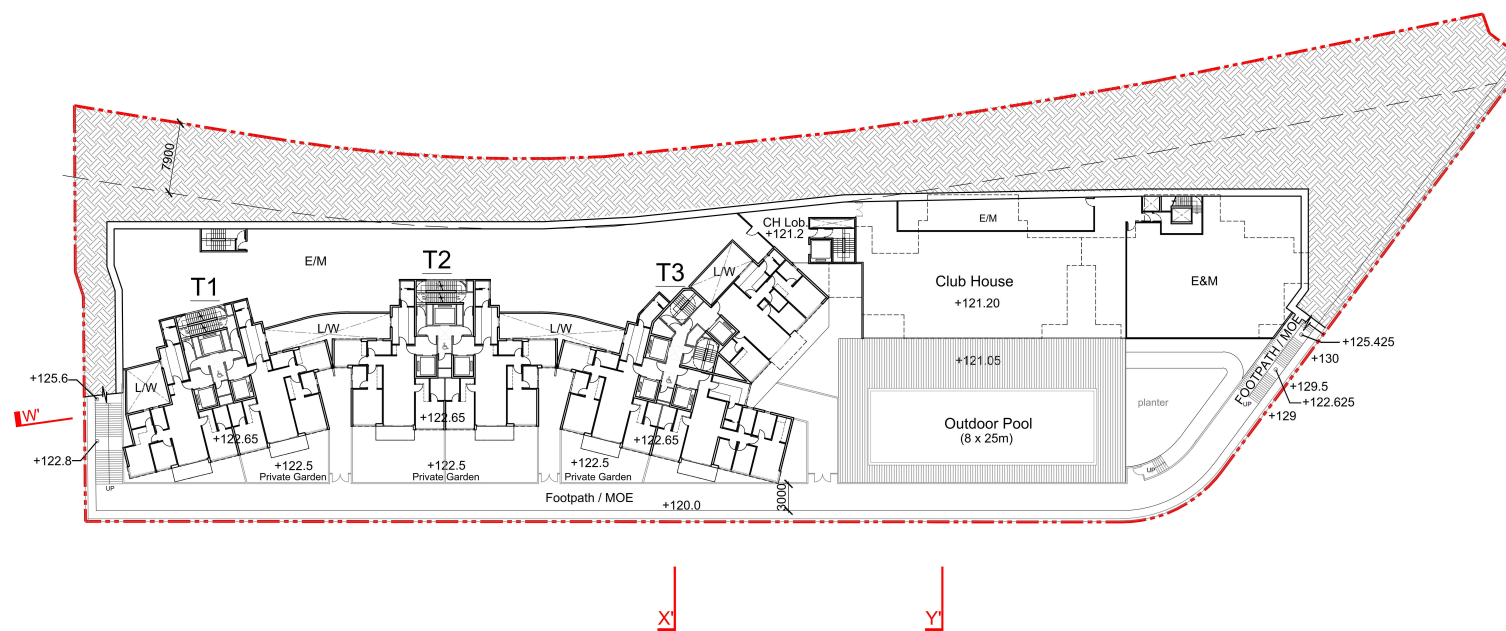 7900
CH Lob.
+121.2
E/M
E/M
T1
T2
T3
L/W
L/W
L/W
L/W
Club House
+121.20
E&M
FOOTPATH / MOE
+125.425
+130
+129.5
+122.625
+129
UP
+121.05
planter
Outdoor Pool
(8 x 25m)
UP
+125.6
W'
+122.8
UP
+122.65
+122.65
+122.65
+122.5
Private Garden
+122.5
Private Garden
+122.5
Private Garden
Footpath / MOE
+120.0
3000
X'
Y'